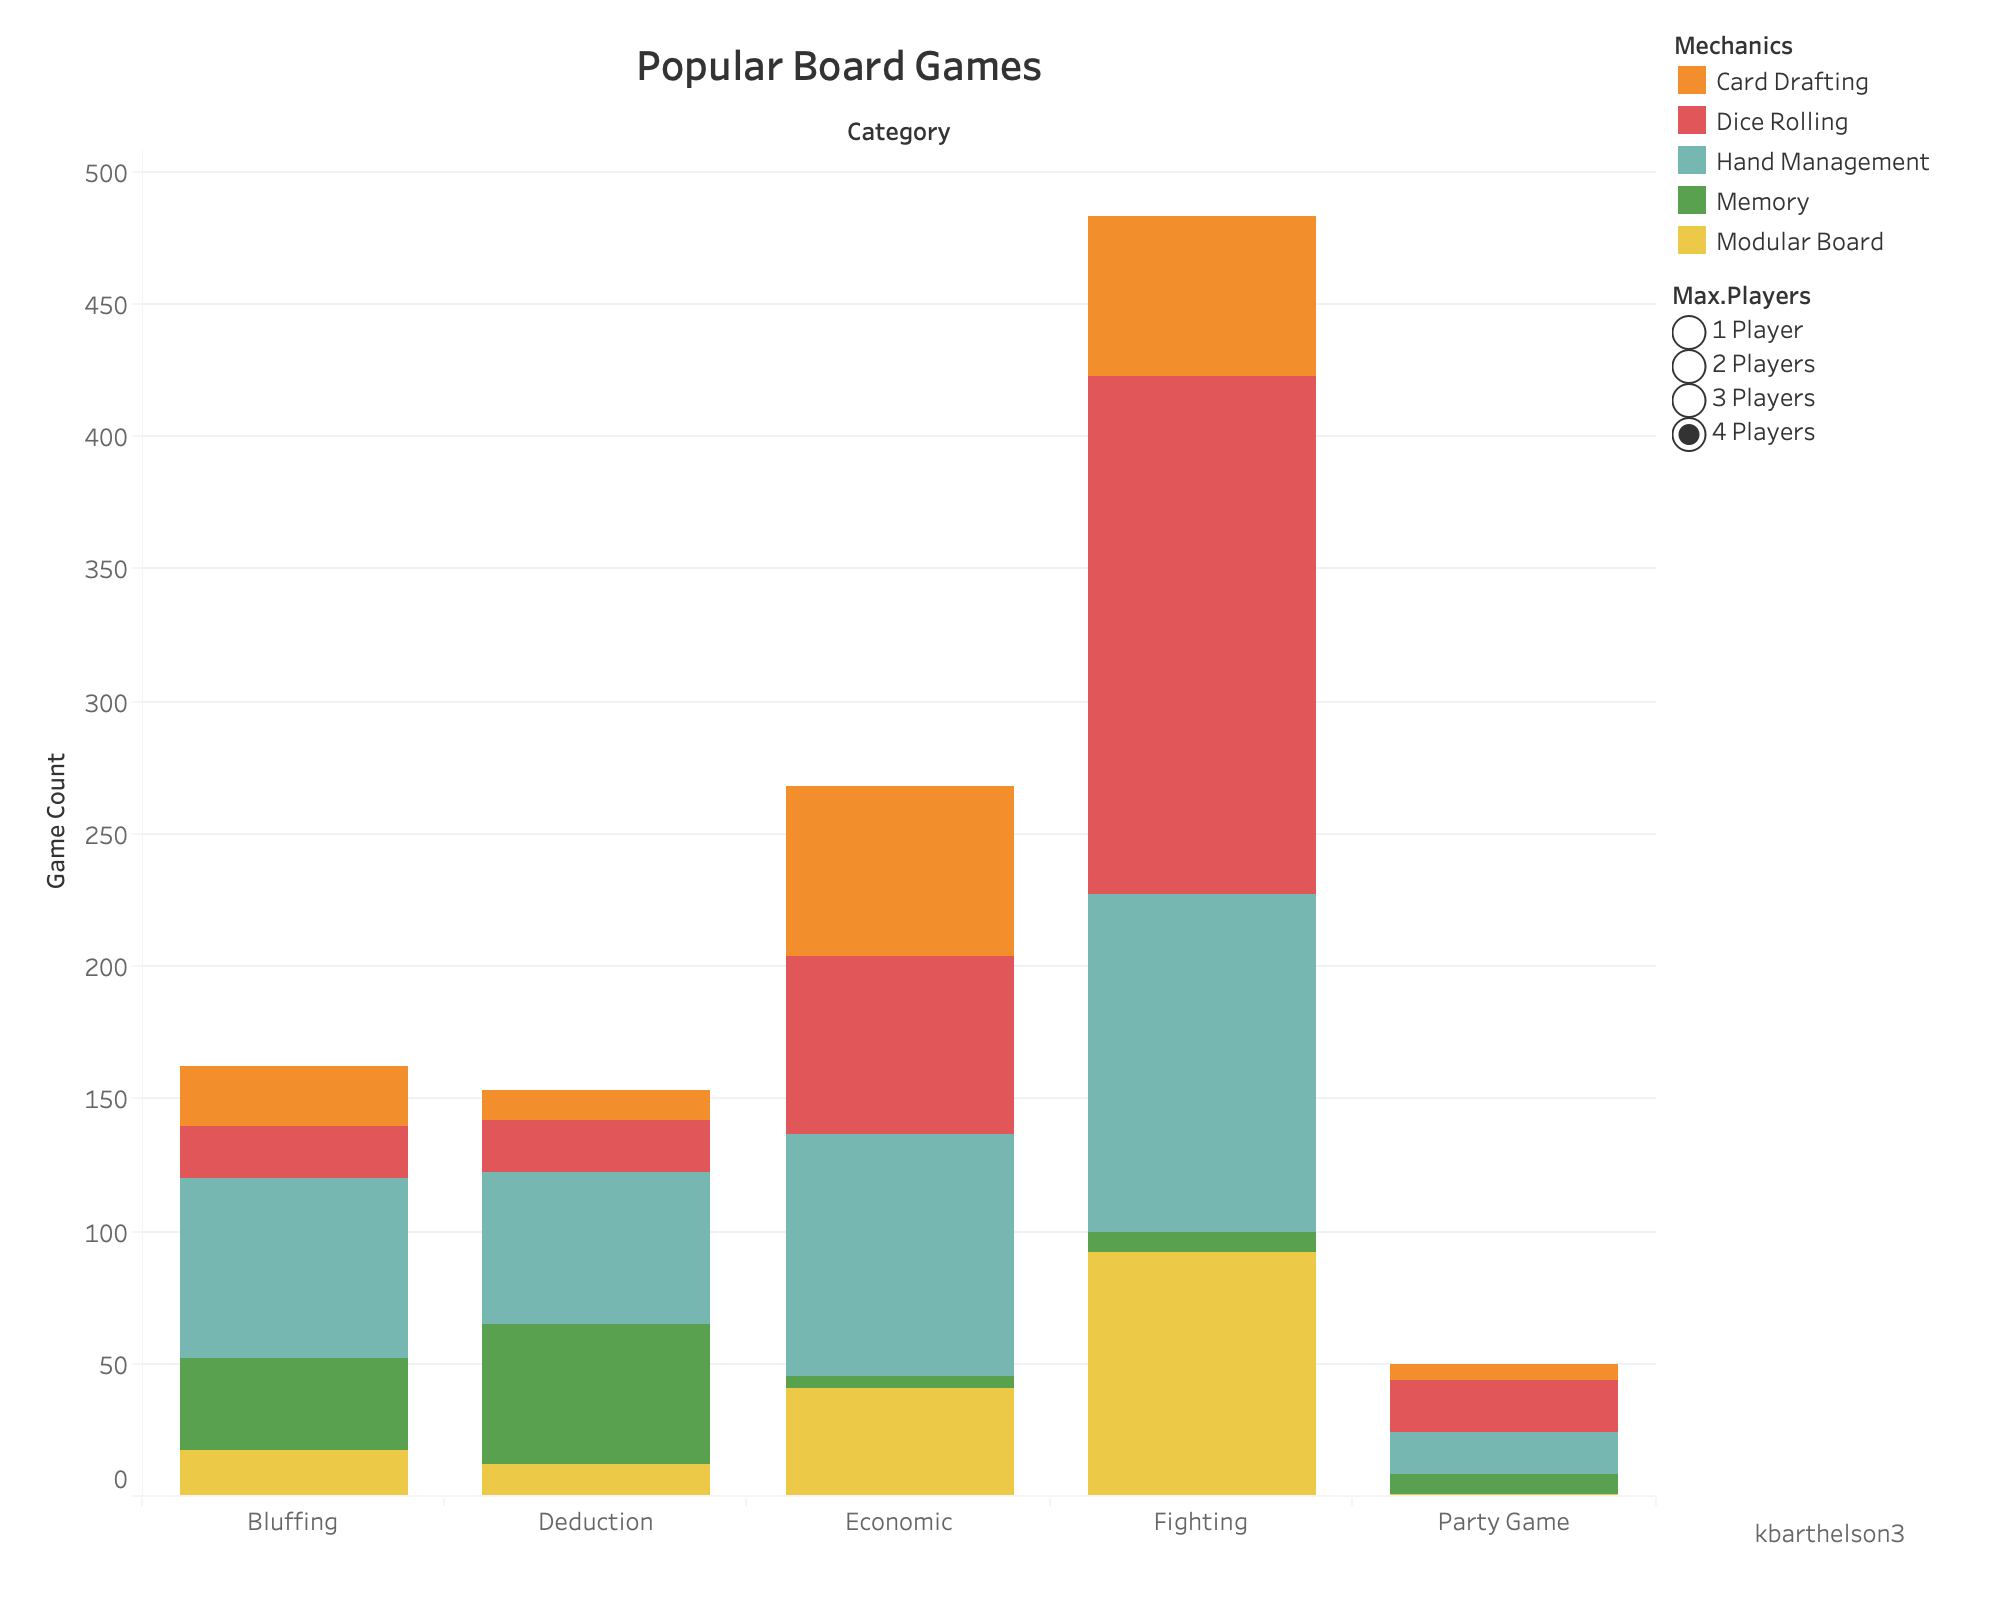 Popular Board Games
Category
500
450
400
350
300
250
200
150
100
50
0
Game Count
Bluffing
Deduction
Economic
Fighting
Party Game
Mechanics
Card Drafting
Dice Rolling
Hand Management
Memory
Modular Board
Max.Players
1 Player
2 Players
3 Players
4 Players
kbarthelson3